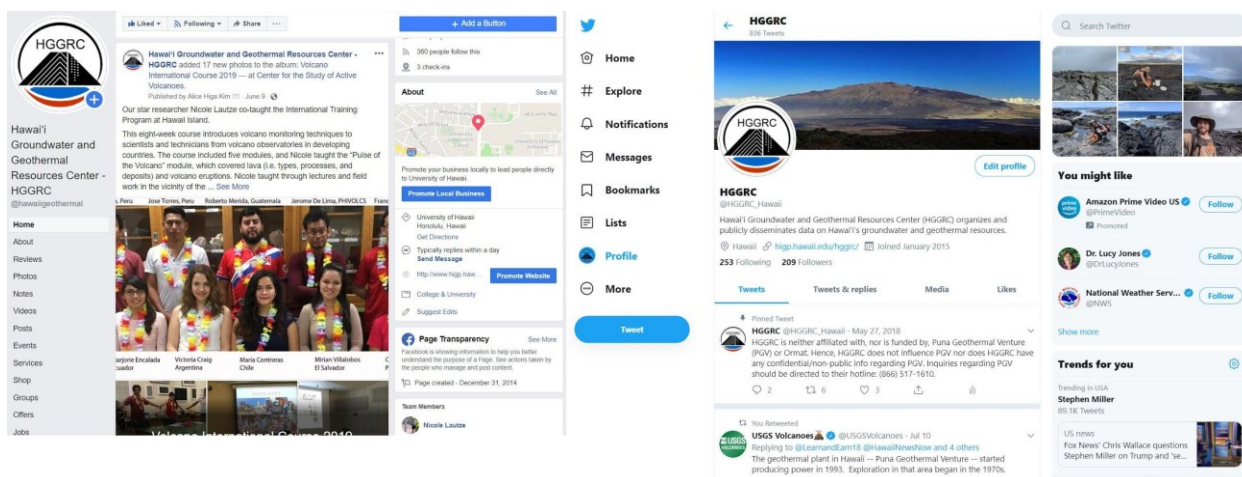 HGGRC
Hawai'i
Groundwater and
Geothermal
Resources Center -
HGGRC
@hawaiigeothermal
Home
About
Reviews
Photos
Notes
Videos
Posts
Events
Services
Shop
Groups
Offers
Jobs
Liked
Following
Share
Hawai'i Groundwater and Geothermal Resources Center -
HGGRC added 17 new photos to the album: Volcano
International Course 2019 — at Center for the Study of Active
Volcanoes.
Published by Alice Higa Kim · June 9 ·
Our star researcher Nicole Lautze co-taught the International Training
Program at Hawaii Island.
This eight-week course introduces volcano monitoring techniques to
scientists and technicians from volcano observatories in developing
countries. The course included five modules, and Nicole taught the "Pulse of
the Volcano" module, which covered lava (i.e. types, processes, and
deposits) and volcano eruptions. Nicole taught through lectures and field
work in the vicinity of the ... See More
Peru Jose Torres, Peru Roberto Merida, Guatemala Jerome De Lima, PHIVOLCS Franc
arjorie Encalada Victoria Craig Maria Contreras Mirian Villalobos
cuador Argentina Chile El Salvador
Volcano International Course 2019
+ Add a Button
360 people follow this
3 check-ins
About See All
Promote your business locally to lead people directly
to University of Hawaii.
Promote Local Business
University of Hawaii
Honolulu, Hawaii
Get Directions
Typically replies within a day
Send Message
http://www.higp.haw... Promote Website
College & University
Suggest Edits
Page Transparency See More
Facebook is showing information to help you better
understand the purpose of a Page. See actions taken by
the people who manage and post content.
Page created - December 31, 2014
Team Members
Nicole Lautze
Home
Explore
Notifications
Messages
Bookmarks
Lists
Profile
More
Tweet
HGGRC
836 Tweets
HGGRC
Edit profile
HGGRC
@HGGRC_Hawaii
Hawai'i Groundwater and Geothermal Resources Center (HGGRC) organizes and
publicly disseminates data on Hawai'i's groundwater and geothermal resources.
Hawaii higp.hawaii.edu/hggrc/ Joined January 2015
253 Following 209 Followers
Tweets Tweets & replies Media Likes
Pinned Tweet
HGGRC @HGGRC_Hawaii · May 27, 2018
HGGRC is neither affiliated with, nor is funded by, Puna Geothermal Venture
(PGV) or Ormat. Hence, HGGRC does not influence PGV nor does HGGRC have
any confidential/non-public info regarding PGV. Inquiries regarding PGV
should be directed to their hotline: (866) 517-1610.
2 6 3
You Retweeted
USGS Volcanoes @USGSVolcanoes · Jul 10
Replying to @LearnandEarn18 @HawaiiNewsNow and 4 others
The geothermal plant in Hawaii -- Puna Geothermal Venture -- started
producing power in 1993. Exploration in that area began in the 1970s.
USGS
Search Twitter
You might like
Amazon Prime Video US Follow
@PrimeVideo
Promoted
prime video
Dr. Lucy Jones Follow
@DrLucyJones
National Weather Serv... Follow
@NWS
Show more
Trends for you
Trending in USA
Stephen Miller
89.1K Tweets
US news
Fox News' Chris Wallace questions
Stephen Miller on Trump and 'se...